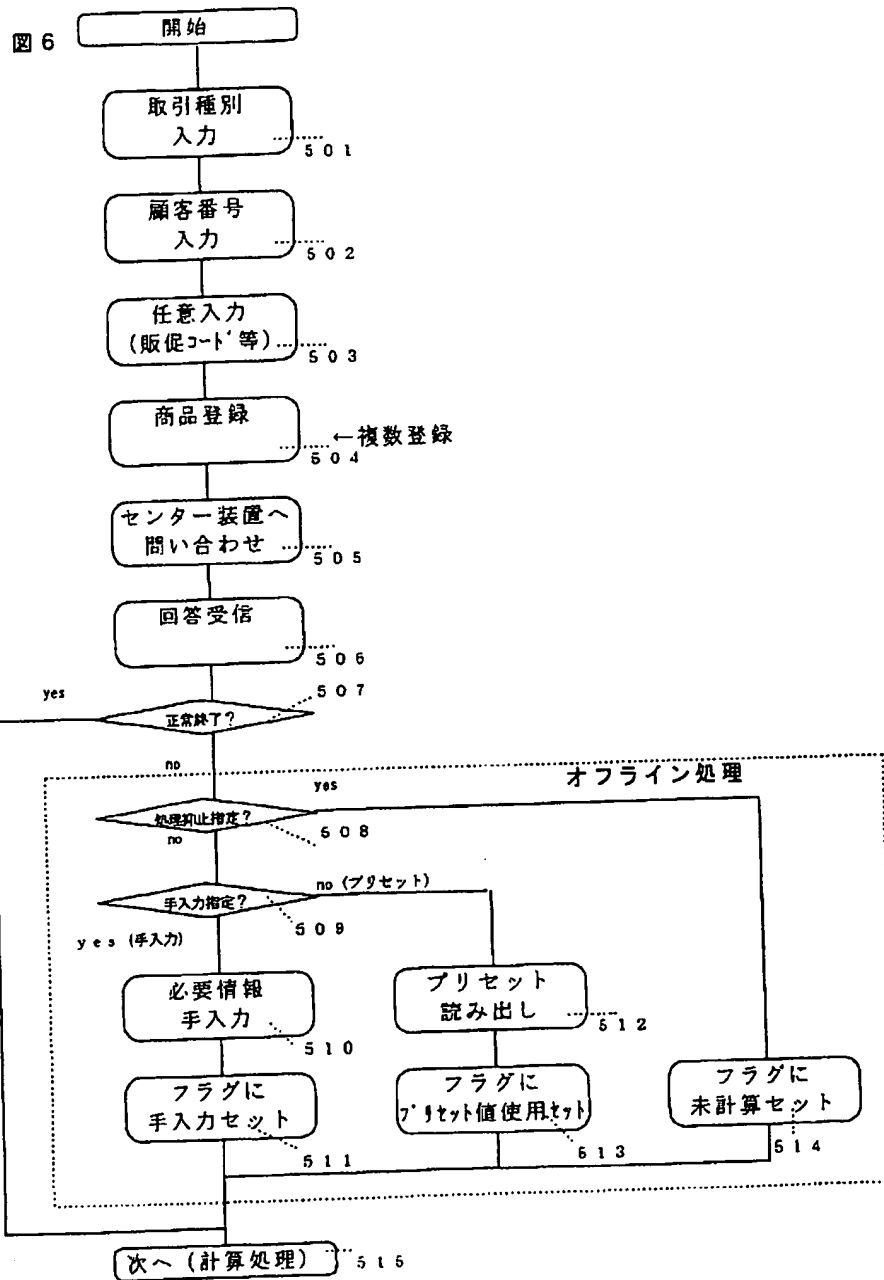 図6
開始
取引種別
入力
501
顧客番号
入力
502
任意入力
(販促ｺｰﾄﾞ等)
503
商品登録
←複数登録
504
センター装置へ
問い合わせ
505
回答受信
506
507
yes
正常終了?
no
オフライン処理
yes
処理抑止指定?
508
no
no (プリセット)
手入力指定?
509
yes (手入力)
必要情報
手入力
510
プリセット
読み出し
512
フラグに
手入力セット
511
フラグに
ﾌﾟﾘｾｯﾄ値使用ｾｯﾄ
513
フラグに
未計算セット
514
次へ (計算処理)
515